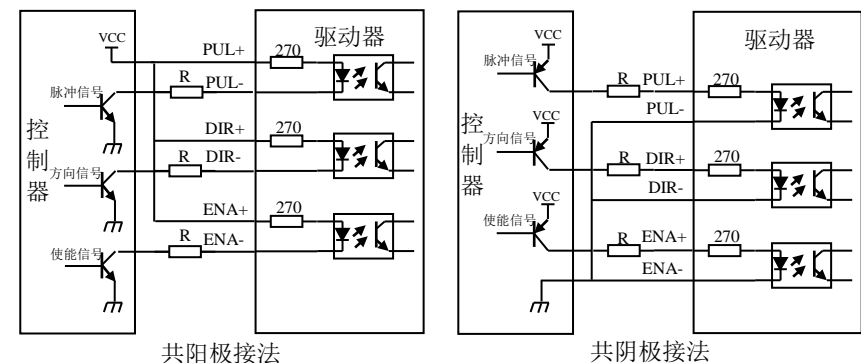 VCC
PUL+
270
驱动器
脉冲信号
R
PUL-
控制器
DIR+
270
方向信号
R
DIR-
ENA+
270
使能信号
R
ENA-
共阳极接法
VCC
驱动器
脉冲信号
R
PUL+
270
PUL-
控制器
VCC
方向信号
R
DIR+
270
DIR-
VCC
使能信号
R
ENA+
270
ENA-
共阴极接法